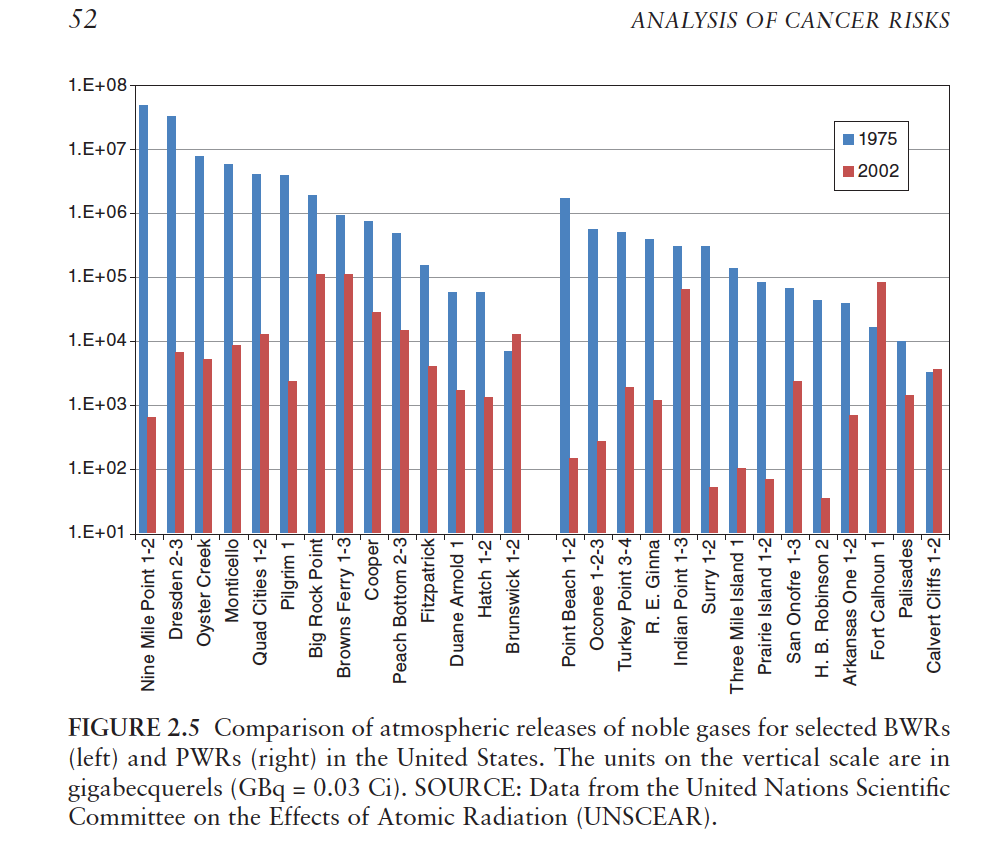 52
ANALYSIS OF CANCER RISKS
1.E+08
1.E+07
1.E+06
1.E+05
1.E+04
1.E+03
1.E+02
1.E+01
1975
2002
Nine Mile Point 1-2
Dresden 2-3
Oyster Creek
Monticello
Quad Cities 1-2
Pilgrim 1
Big Rock Point
Browns Ferry 1-3
Cooper
Peach Bottom 2-3
Fitzpatrick
Duane Arnold 1
Hatch 1-2
Brunswick 1-2
Point Beach 1-2
Oconee 1-2-3
Turkey Point 3-4
R. E. Ginna
Indian Point 1-3
Surry 1-2
Three Mile Island 1
Prairie Island 1-2
San Onofre 1-3
H. B. Robinson 2
Arkansas One 1-2
Fort Calhoun 1
Palisades
Calvert Cliffs 1-2
FIGURE 2.5 Comparison of atmospheric releases of noble gases for selected BWRs
(left) and PWRs (right) in the United States. The units on the vertical scale are in
gigabecquerels (GBq = 0.03 Ci). SOURCE: Data from the United Nations Scientific
Committee on the Effects of Atomic Radiation (UNSCEAR).